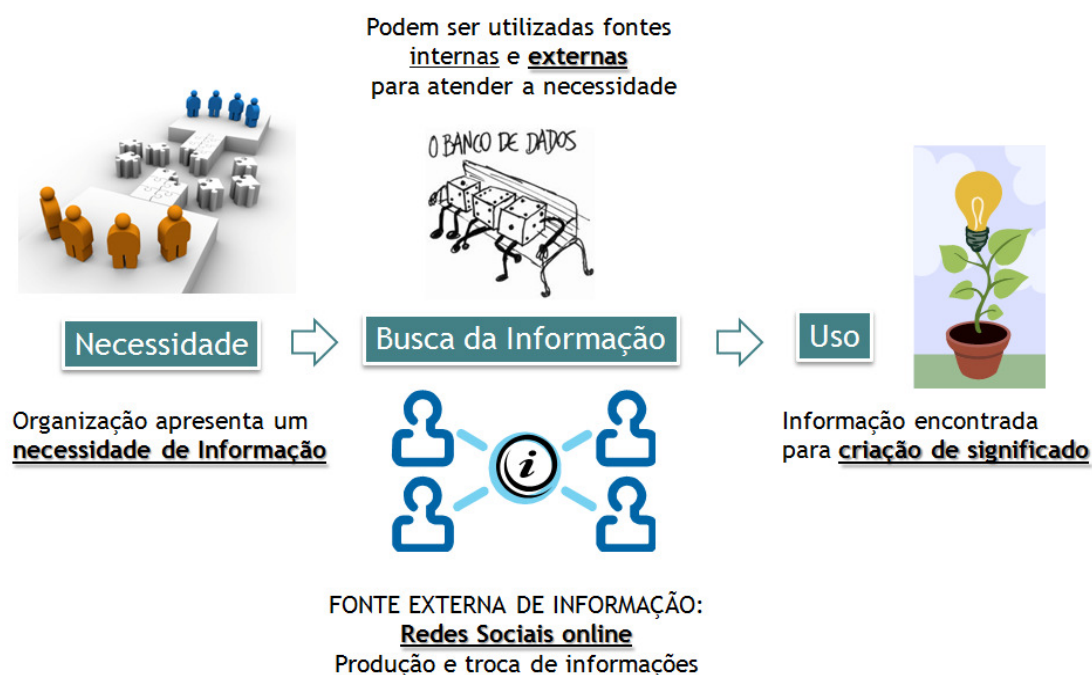 Podem ser utilizadas fontes
internas e externas
para atender a necessidade
O BANCO DE DADOS
Necessidade
Busca da Informação
Uso
Organização apresenta um
necessidade de Informação
i
Informação encontrada
para criação de significado
FONTE EXTERNA DE INFORMAÇÃO:
Redes Sociais online
Produção e troca de informações